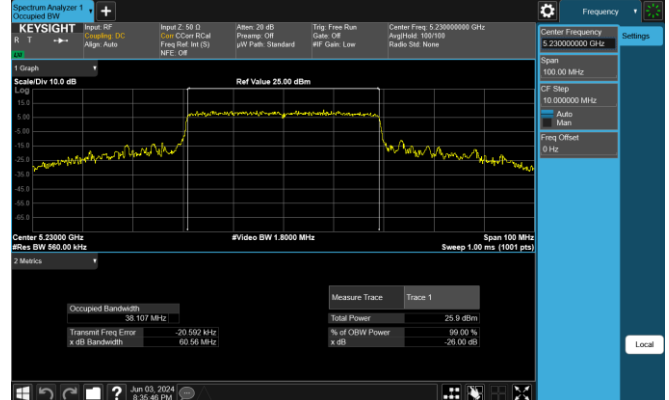 Spectrum Analyzer 1
Occupied BW
+
KEYSIGHT
R T
LW
Input: RF
Coupling: DC
Align: Auto
Input Z: 50 Ω
Corr CCorr RCal
Freq Ref: Int (S)
NFE: Off
Atten: 20 dB
Preamp: Off
µW Path: Standard
Trig: Free Run
Gate: Off
#IF Gain: Low
Center Freq: 5.230000000 GHz
Avg|Hold: 100/100
Radio Std: None
1 Graph
Scale/Div 10.0 dB
Ref Value 25.00 dBm
Log
15.0
5.00
-5.00
-15.0
-25.0
-35.0
-45.0
-55.0
-65.0
Center 5.23000 GHz
#Video BW 1.8000 MHz
Span 100 MHz
#Res BW 560.00 kHz
Sweep 1.00 ms (1001 pts)
2 Metrics
Measure Trace
Trace 1
Occupied Bandwidth
38.107 MHz
Total Power
25.9 dBm
Transmit Freq Error
-20.592 kHz
% of OBW Power
99.00 %
x dB Bandwidth
60.56 MHz
x dB
-26.00 dB
?
Jun 03, 2024
8:35:46 PM
Frequency
Settings
Center Frequency
5.230000000 GHz
Span
100.00 MHz
CF Step
10.000000 MHz
Auto
Man
Freq Offset
0 Hz
Local